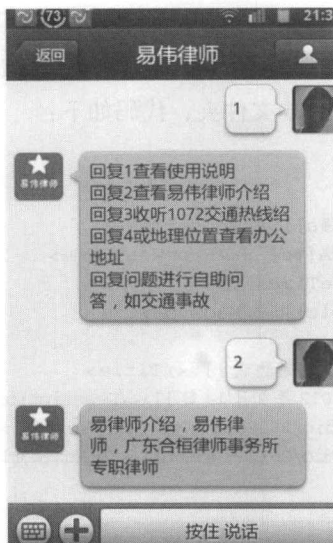 73
21:3
返回
易伟律师
1
易伟律师
回复1查看使用说明
回复2查看易伟律师介绍
回复3收听1072交通热线绍
回复4或地理位置查看办公
地址
回复问题进行自助问
答，如交通事故
2
易伟律师
易律师介绍，易伟律
师，广东合桓律师事务所
专职律师
按住 说话